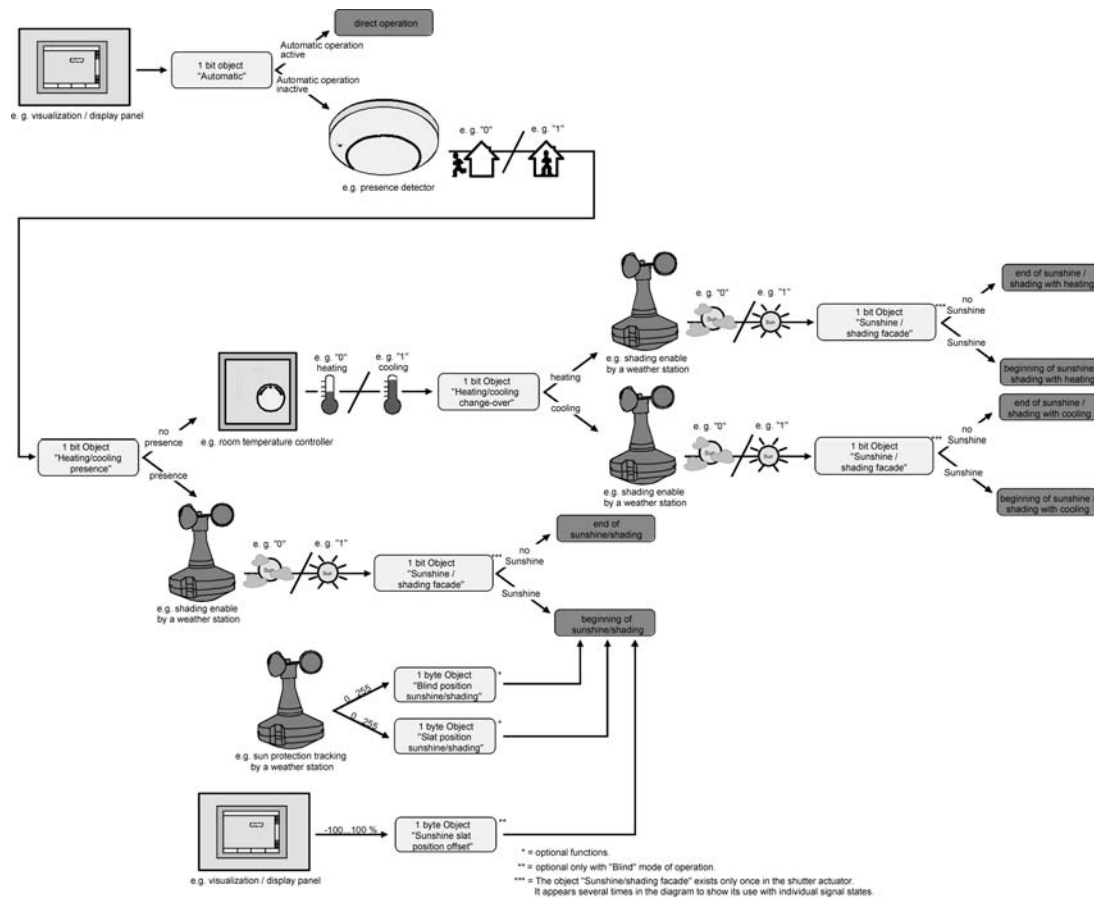 direct operation
Automatic operation
active
1 bit object
"Automatic"
Automatic operation
inactive
e. g. visualization / display panel
e. g. "0"
e. g. "1"
e.g. presence detector
e. g. "0"
e. g. "1"
Sun
Sun
1 bit Object
"Sunshine /
shading facade"
***
no
Sunshine
Sunshine
end of sunshine /
shading with heating
beginning of sunshine /
shading with heating
e.g. shading enable
by a weather station
e. g. "0"
heating
e. g. "1"
cooling
1 bit Object
"Heating/cooling
change-over"
heating
cooling
e.g. room temperature controller
e. g. "0"
e. g. "1"
Sun
Sun
1 bit Object
"Sunshine /
shading facade"
***
no
Sunshine
Sunshine
end of sunshine /
shading with cooling
beginning of sunshine /
shading with cooling
e.g. shading enable
by a weather station
1 bit Object
"Heating/cooling
presence"
no
presence
presence
e. g. "0"
e. g. "1"
Sun
Sun
1 bit Object
"Sunshine /
shading facade"
***
no
Sunshine
Sunshine
end of
sunshine/shading
beginning of
sunshine/shading
e.g. shading enable
by a weather station
0...255
1 byte Object
"Blind position
sunshine/shading"
*
0...255
1 byte Object
"Slat position
sunshine/shading"
*
e.g. sun protection tracking
by a weather station
-100...100 %
1 byte Object
"Sunshine slat
position offset"
**
e.g. visualization / display panel
* = optional functions.
** = optional only with "Blind" mode of operation.
*** = The object "Sunshine/shading facade" exists only once in the shutter actuator.
It appears several times in the diagram to show its use with individual signal states.